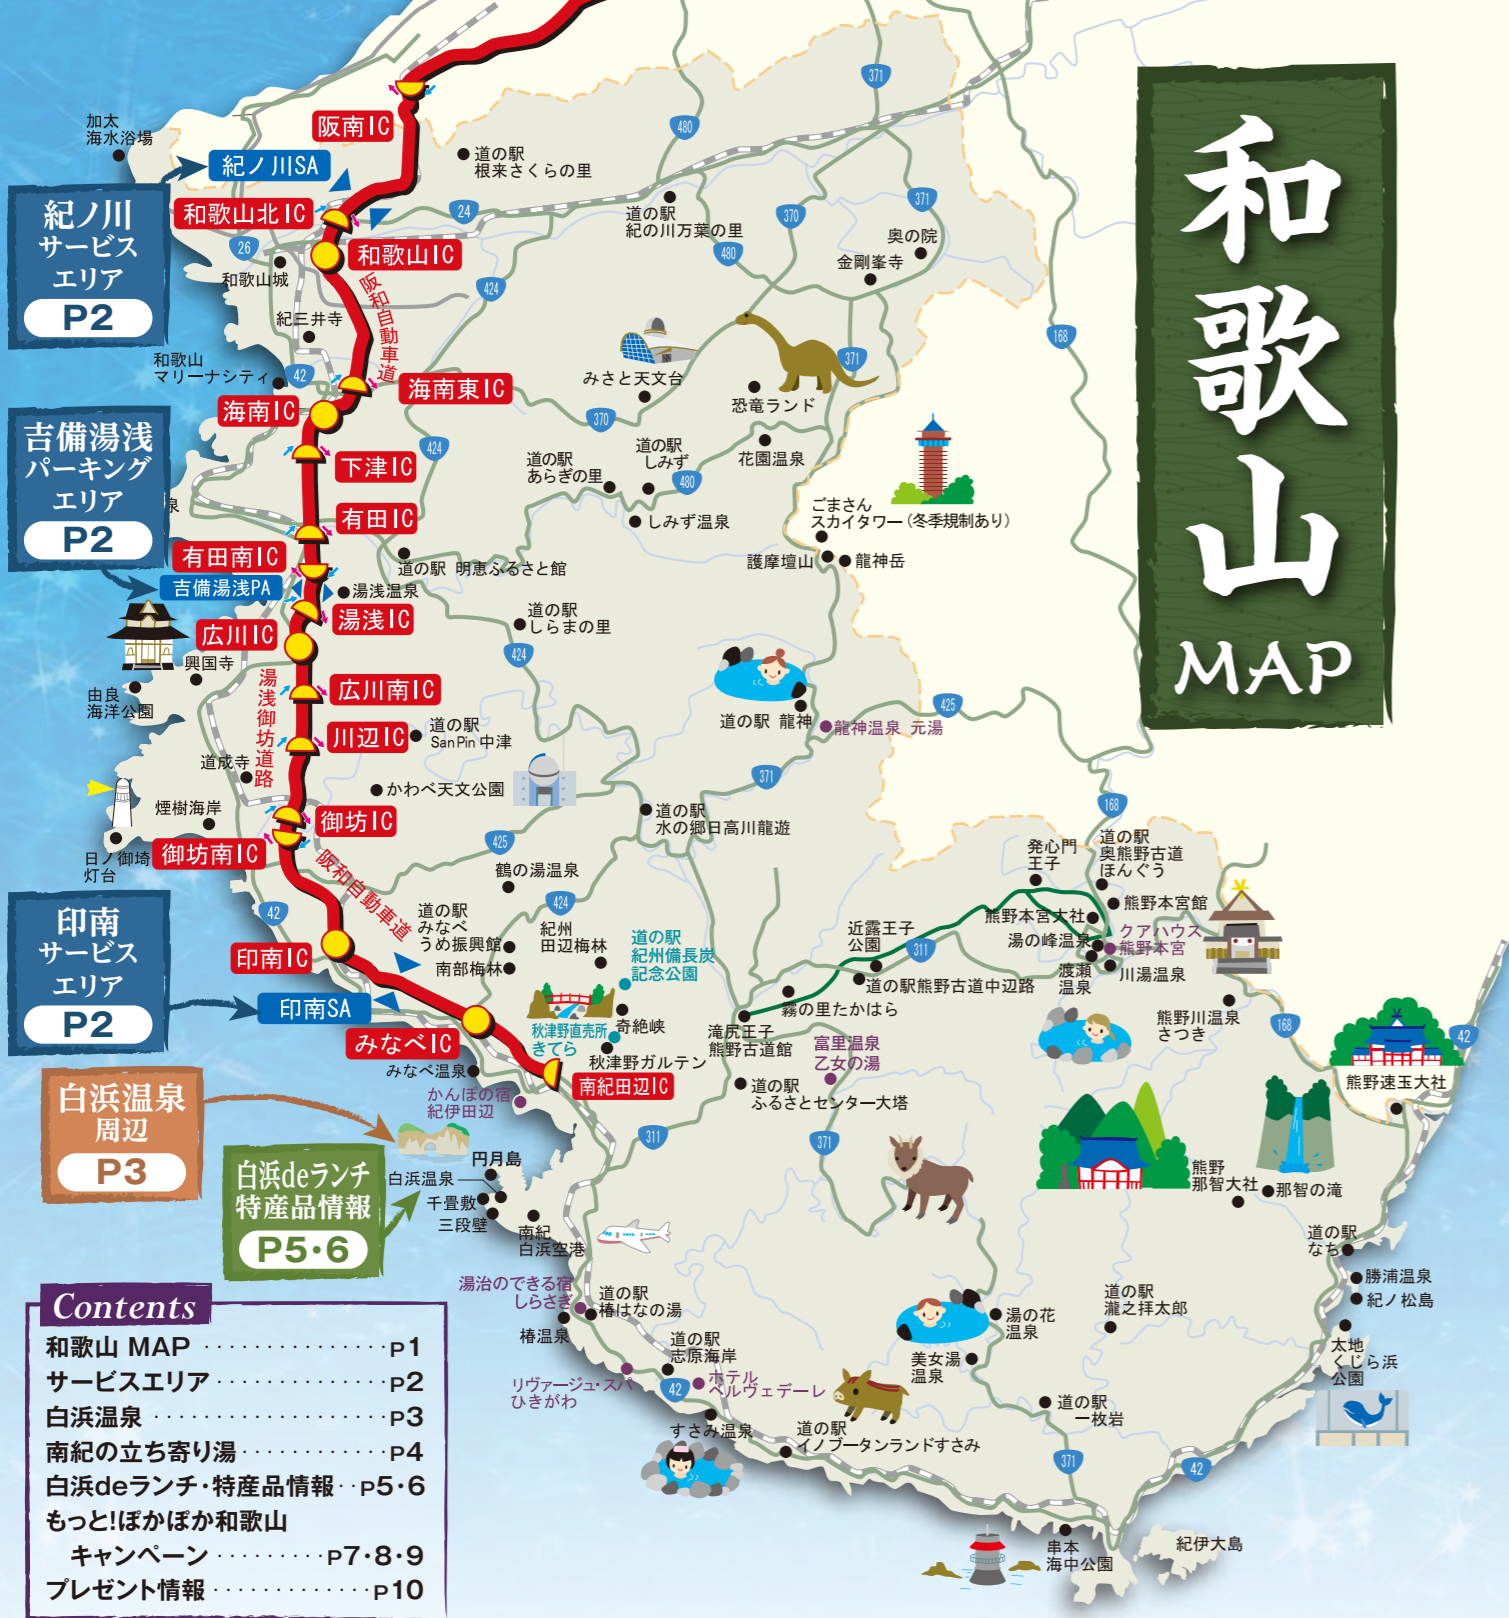 和歌山
MAP
加太
海水浴場
阪南IC
紀ノ川SA
和歌山北IC
和歌山IC
紀ノ川
サービス
エリア
P2
道の駅
根来さくらの里
480
371
24
26
和歌山城
阪和自動車道
道の駅
紀の川万葉の里
370
371
480
奥の院
金剛峯寺
424
紀三井寺
和歌山
マリーナシティ
42
海南東IC
海南IC
みさと天文台
371
恐竜ランド
168
370
吉備湯浅
パーキング
エリア
P2
泉
下津IC
424
道の駅
あらぎの里
道の駅
しみず
480
花園温泉
しみず温泉
ごまさん
スカイタワー(冬季規制あり)
護摩壇山
龍神岳
有田IC
有田南IC
道の駅 明恵ふるさと館
吉備湯浅PA
湯浅温泉
湯浅IC
広川IC
道の駅
しらまの里
424
興国寺
由良
海洋公園
湯浅御坊道路
広川南IC
川辺IC
道の駅
San Pin 中津
道の駅 龍神
龍神温泉 元湯
425
371
道成寺
かわべ天文公園
煙樹海岸
御坊IC
御坊南IC
日ノ御埼
灯台
阪和自動車道
道の駅
水の郷日高川龍遊
168
425
鶴の湯温泉
424
42
印南
サービス
エリア
P2
印南IC
印南SA
道の駅
みなべ
うめ振興館
南部梅林
紀州
田辺梅林
道の駅
紀州備長炭
記念公園
発心門
王子
道の駅
奥熊野古道
ほんぐう
熊野本宮館
熊野本宮大社
クアハウス
熊野本宮
湯の峰温泉
渡瀬
温泉
川湯温泉
近露王子
公園
311
道の駅熊野古道中辺路
霧の里たかはら
滝尻王子
熊野古道館
奇絶峡
秋津野直売所
きてら
秋津野ガルテン
みなべIC
みなべ温泉
南紀田辺IC
かんぽの宿
紀伊田辺
富里温泉
乙女の湯
道の駅
ふるさとセンター大塔
熊野川温泉
さつき
168
42
熊野速玉大社
白浜温泉
周辺
P3
白浜deランチ
特産品情報
P5・6
円月島
白浜温泉
千畳敷
三段壁
南紀
白浜空港
311
371
熊野
那智大社
那智の滝
道の駅
なち
勝浦温泉
紀ノ松島
太地
くじら浜
公園
湯治のできる宿
しらさぎ
道の駅
椿はなの湯
椿温泉
道の駅
志原海岸
リヴァージュ・スパ
ひきがわ
42
ホテル
ベルヴェデーレ
すさみ温泉
道の駅
イノブータンランドすさみ
湯の花
温泉
美女湯
温泉
道の駅
瀧之拝太郎
道の駅
一枚岩
371
42
串本
海中公園
紀伊大島
Contents
和歌山 MAP ················P1
サービスエリア ·············P2
白浜温泉 ····················P3
南紀の立ち寄り湯·············P4
白浜deランチ・特産品情報··P5・6
もっと!ぽかぽか和歌山
キャンペーン ·········P7・8・9
プレゼント情報 ··············P10